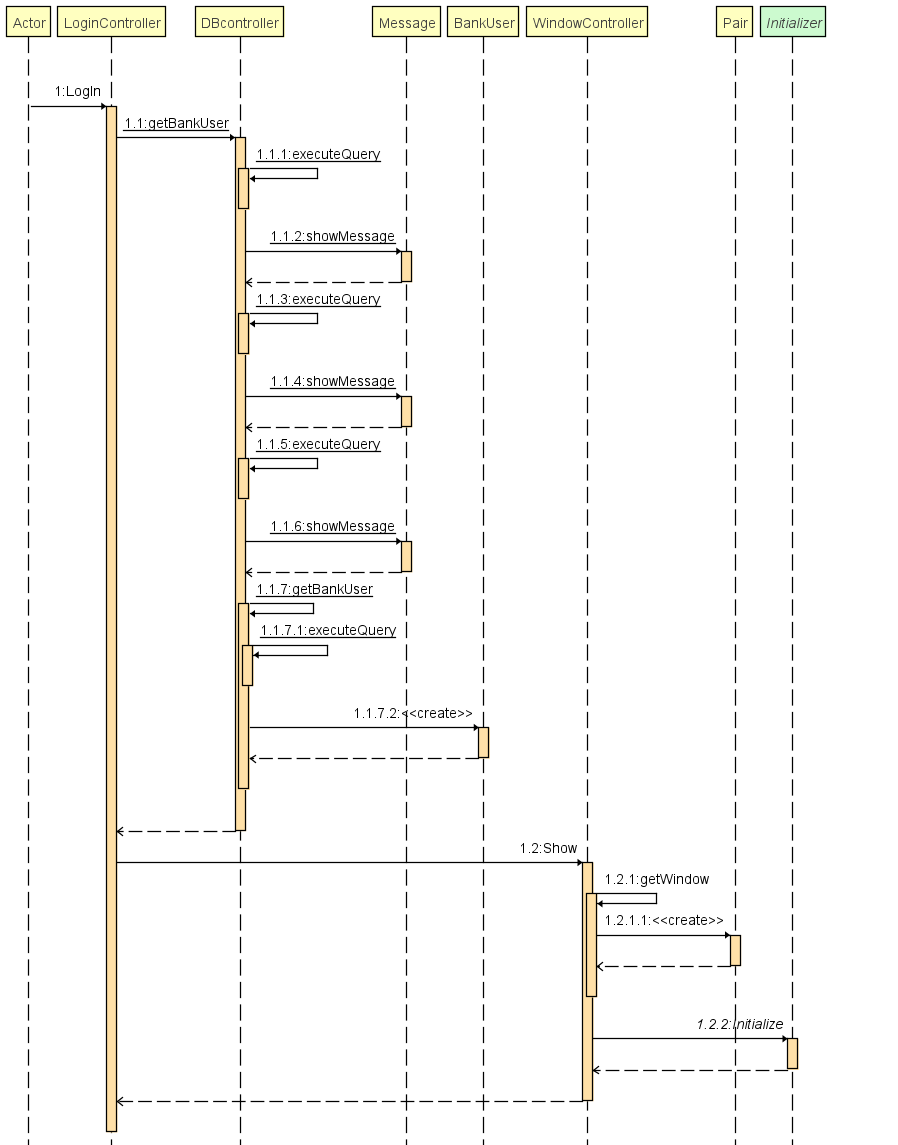 Actor LoginController DBcontroller Message BankUser WindowController Pair Initializer
1:LogIn
1.1:getBankUser
1.1.1:executeQuery
1.1.2:showMessage
1.1.3:executeQuery
1.1.4:showMessage
1.1.5:executeQuery
1.1.6:showMessage
1.1.7:getBankUser
1.1.7.1:executeQuery
1.1.7.2:<<create>>
1.2:Show
1.2.1:getWindow
1.2.1.1:<<create>>
1.2.2:Initialize